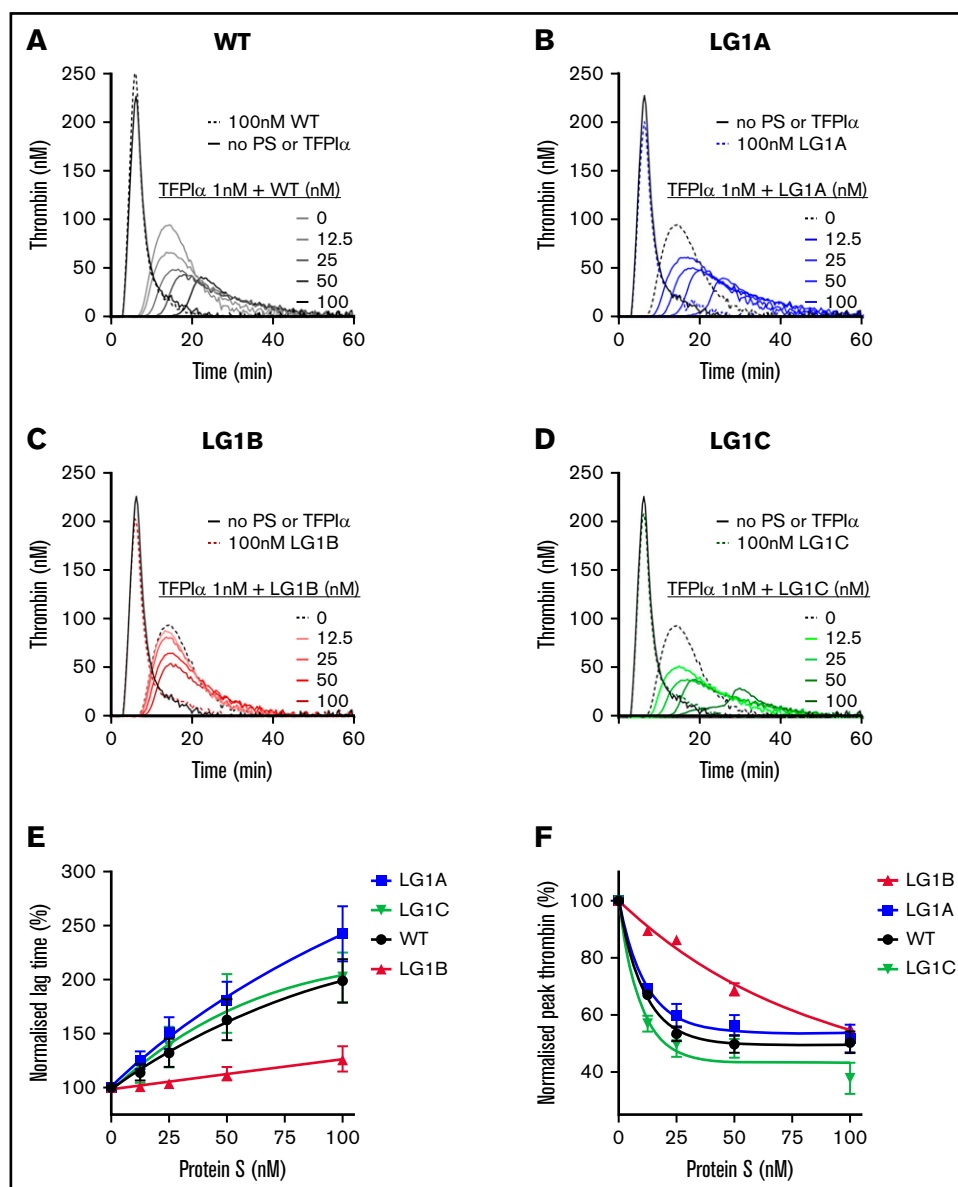 A
WT
250
200
150
100
50
0
Thrombin (nM)
100nM WT
no PS or TFPIα
TFPIα 1nM + WT (nM)
0
12.5
25
50
100
0 20 40 60
Time (min)
B
LG1A
250
200
150
100
50
0
Thrombin (nM)
no PS or TFPIα
100nM LG1A
TFPIα 1nM + LG1A (nM)
0
12.5
25
50
100
0 20 40 60
Time (min)
C
LG1B
250
200
150
100
50
0
Thrombin (nM)
no PS or TFPIα
100nM LG1B
TFPIα 1nM + LG1B (nM)
0
12.5
25
50
100
0 20 40 60
Time (min)
D
LG1C
250
200
150
100
50
0
Thrombin (nM)
no PS or TFPIα
100nM LG1C
TFPIα 1nM + LG1C (nM)
0
12.5
25
50
100
0 20 40 60
Time (min)
E
300
250
200
150
100
Normalised lag time (%)
LG1A
LG1C
WT
LG1B
0 25 50 75 100
Protein S (nM)
F
100
80
60
40
Normalised peak thrombin (%)
LG1B
LG1A
WT
LG1C
0 25 50 75 100
Protein S (nM)